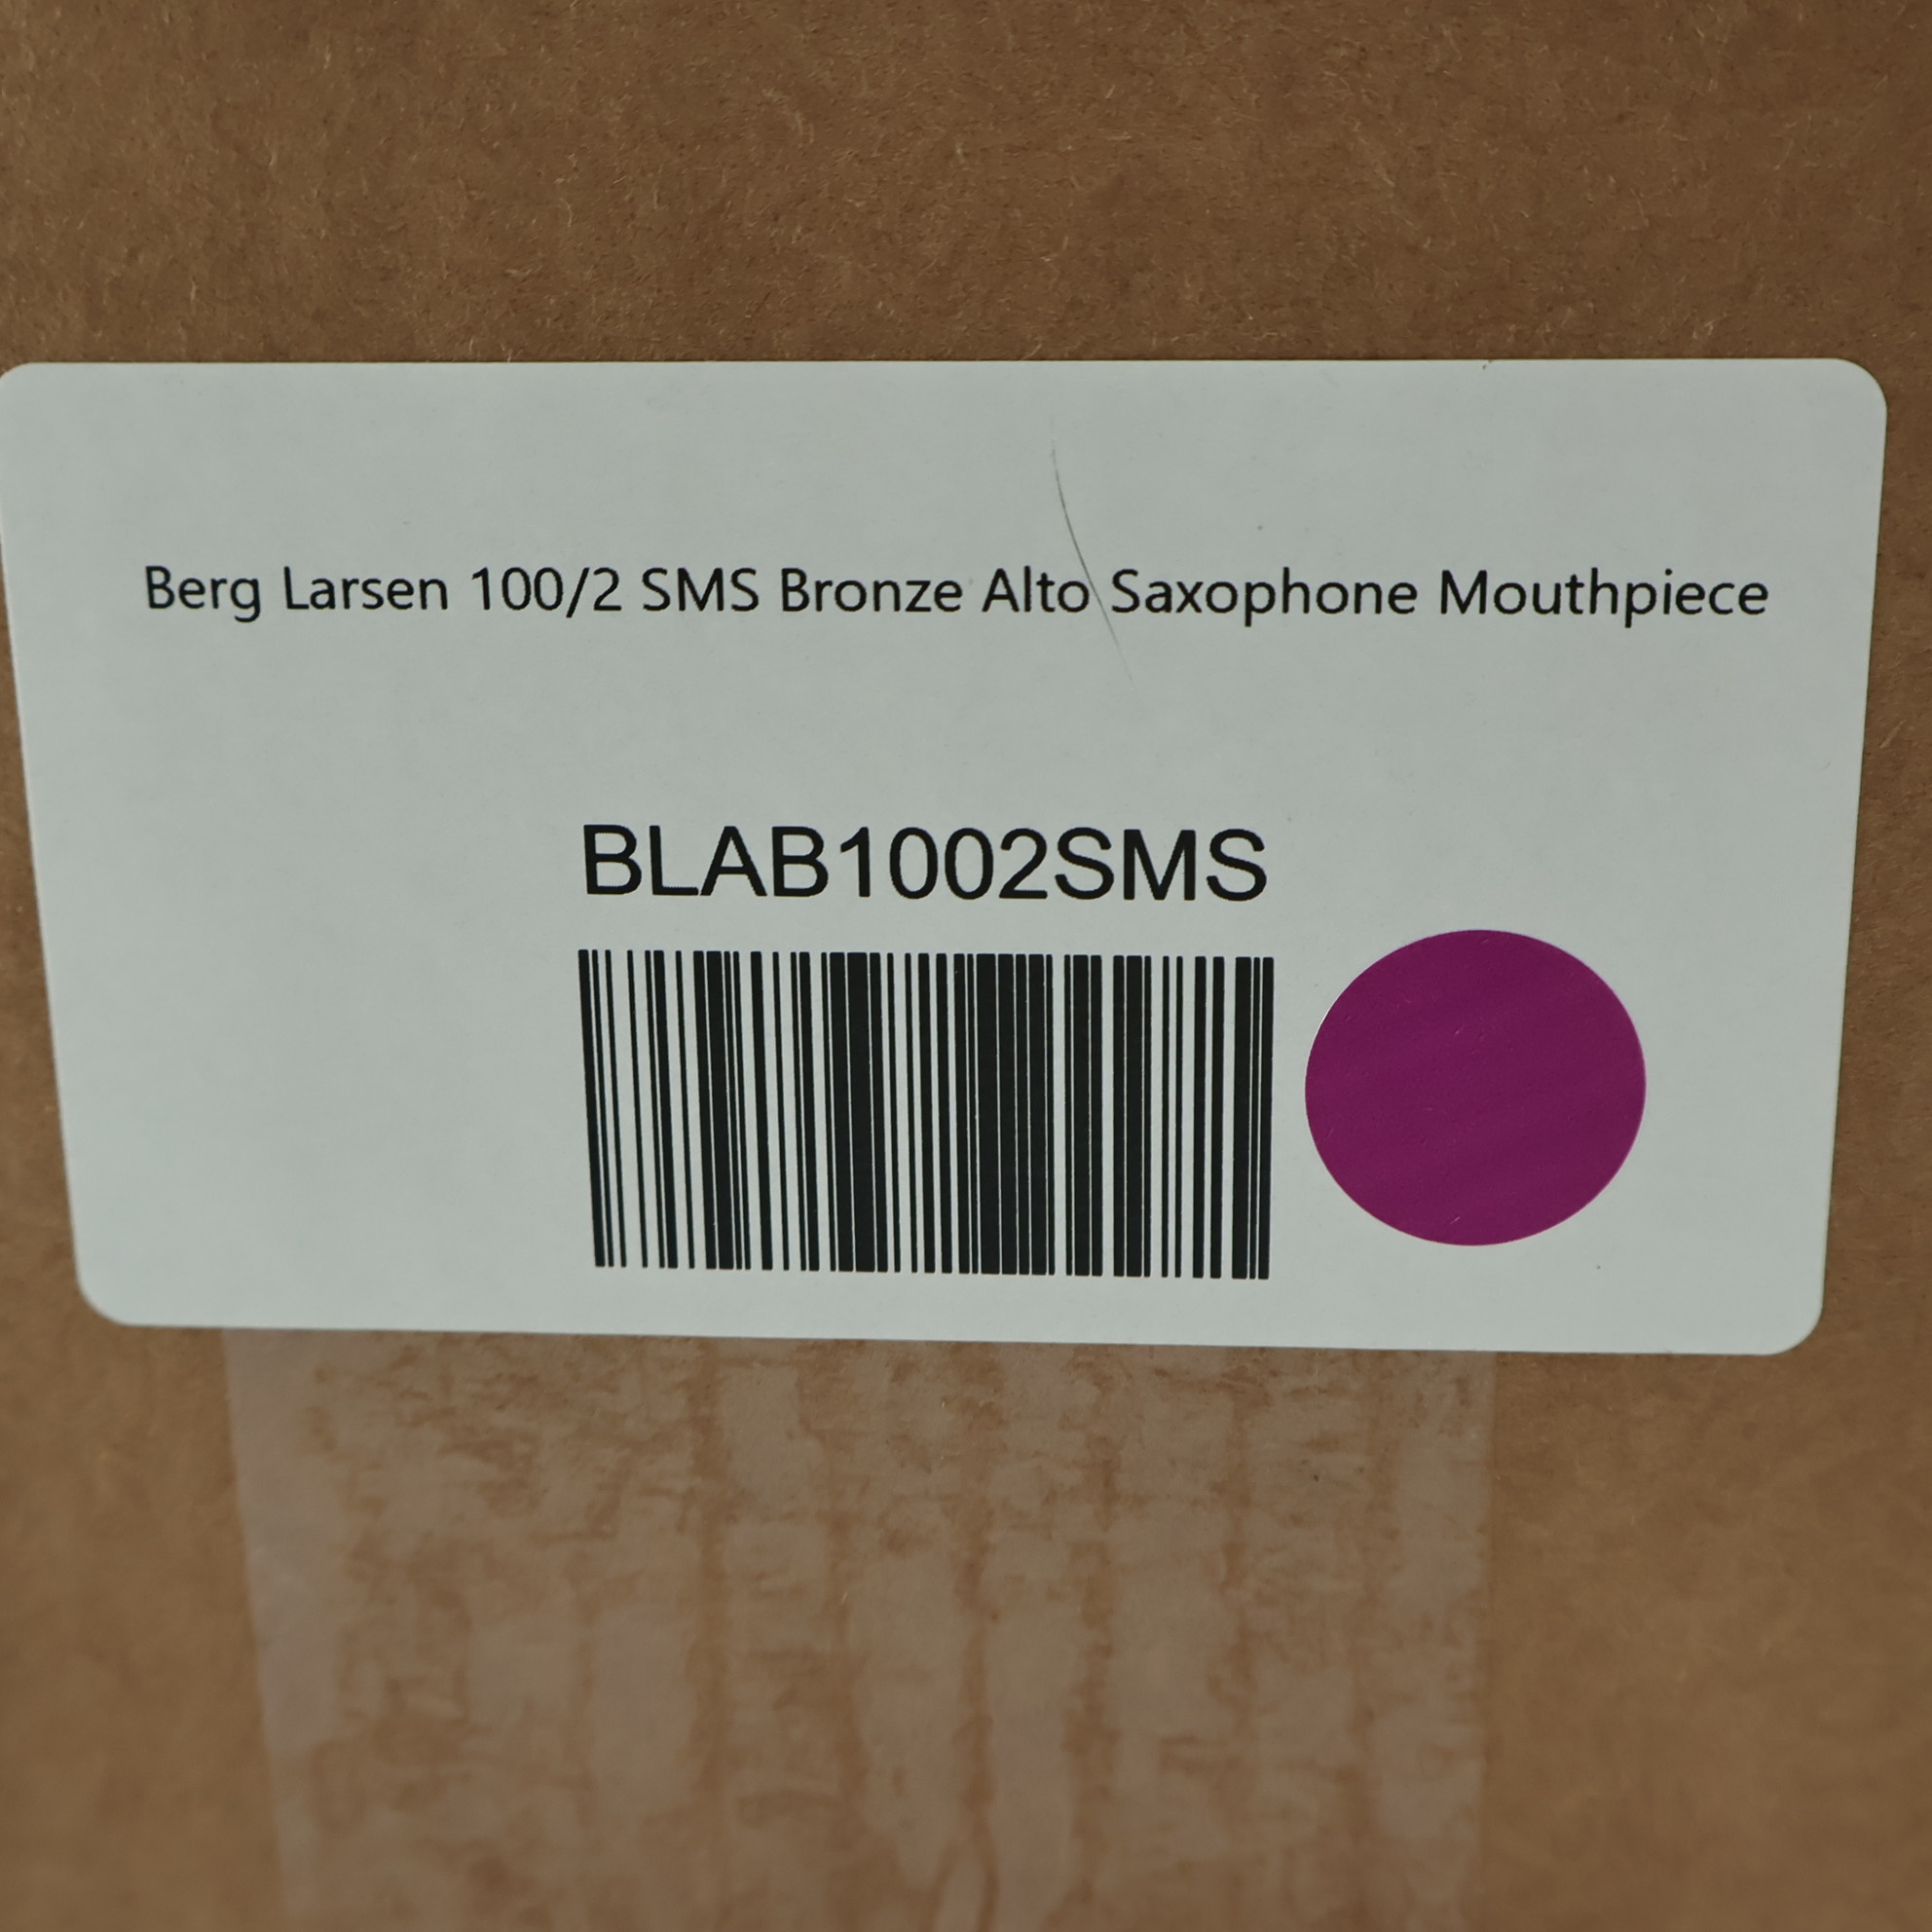 Berg Larsen 100/2 SMS Bronze Alto Saxophone Mouthpiece
BLAB1002SMS